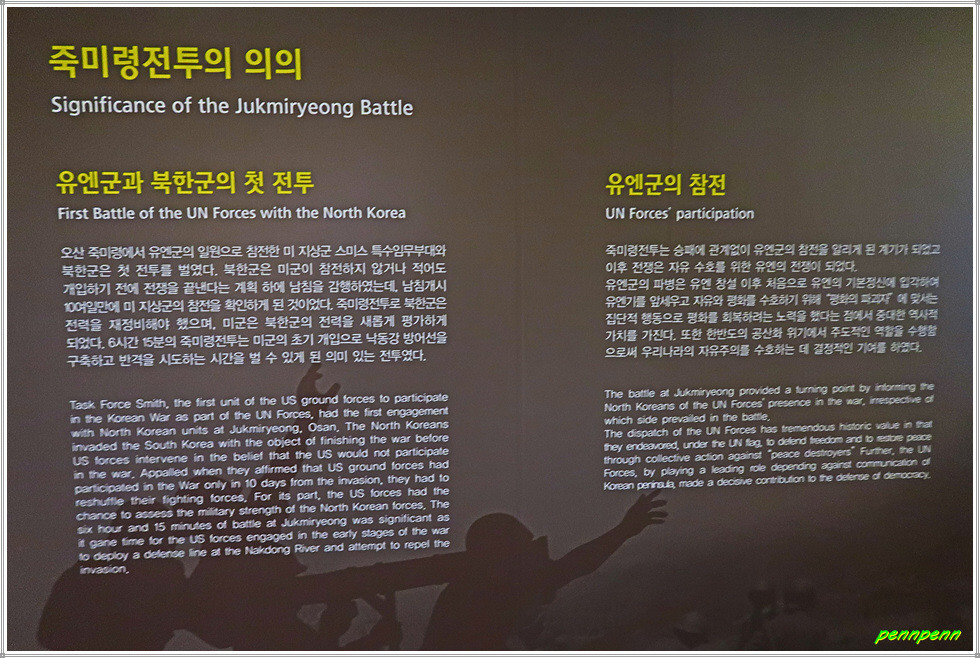 죽미령전투의 의의
Significance of the Jukmiryeong Battle
유엔군과 북한군의 첫 전투
First Battle of the UN Forces with the North Korea
오산 죽미령에서 유엔군의 일원으로 참전한 미 지상군 스미스 특수임무부대와
북한군은 첫 전투를 벌였다. 북한군은 미군이 참전하지 않거나 적어도
개입하기 전에 전쟁을 끝낸다는 계획 하에 남침을 감행하였는데, 남침개시
10여일만에 미 지상군의 참전을 확인하게 된 것이었다. 죽미령전투로 북한군은
전력을 재정비해야 했으며, 미군은 북한군의 전력을 새롭게 평가하게
되었다. 6시간 15분의 죽미령전투는 미군의 초기 개입으로 낙동강 방어선을
구축하고 반격을 시도하는 시간을 벌 수 있게 된 의미 있는 전투였다.
Task Force Smith, the first unit of the US ground forces to participate
in the Korean War as part of the UN Forces, had the first engagement
with North Korean units at Jukmiryeong, Osan. The North Koreans
invaded the South Korea with the object of finishing the war before
US forces intervene in the belief that the US would not participate
in the war. Appalled when they affirmed that US ground forces had
participated in the War only in 10 days from the invasion, they had to
reshuffle their fighting forces. For its part, the US forces had the
chance to assess the military strength of the North Korean forces. The
six hour and 15 minutes of battle at Jukmiryeong was significant as
it gane time for the US forces engaged in the early stages of the war
to deploy a defense line at the Nakdong River and attempt to repel the
invasion.
유엔군의 참전
UN Forces' participation
죽미령전투는 승패에 관계없이 유엔군의 참전을 알리게 된 계기가 되었고
이후 전쟁은 자유 수호를 위한 유엔의 전쟁이 되었다.
유엔군의 파병은 유엔 창설 이후 처음으로 유엔의 기본정신에 입각하여
유엔기를 앞세우고 자유와 평화를 수호하기 위해 "평화의 파괴자" 에 맞서는
집단적 행동으로 평화를 회복하려는 노력을 했다는 점에서 중대한 역사적
가치를 가진다. 또한 한반도의 공산화 위기에서 주도적인 역할을 수행함
으로써 우리나라의 자유주의를 수호하는 데 결정적인 기여를 하였다.
The battle at Jukmiryeong provided a turning point by informing the
North Koreans of the UN Forces' presence in the war, irrespective of
which side prevailed in the battle.
The dispatch of the UN Forces has tremendous historic value in that
they endeavored, under the UN flag, to defend freedom and to restore peace
through collective action against "peace destroyers" Further, the UN
Forces, by playing a leading role depending against communication of
Korean peninsula, made a decisive contribution to the defense of democracy.
pennpenn